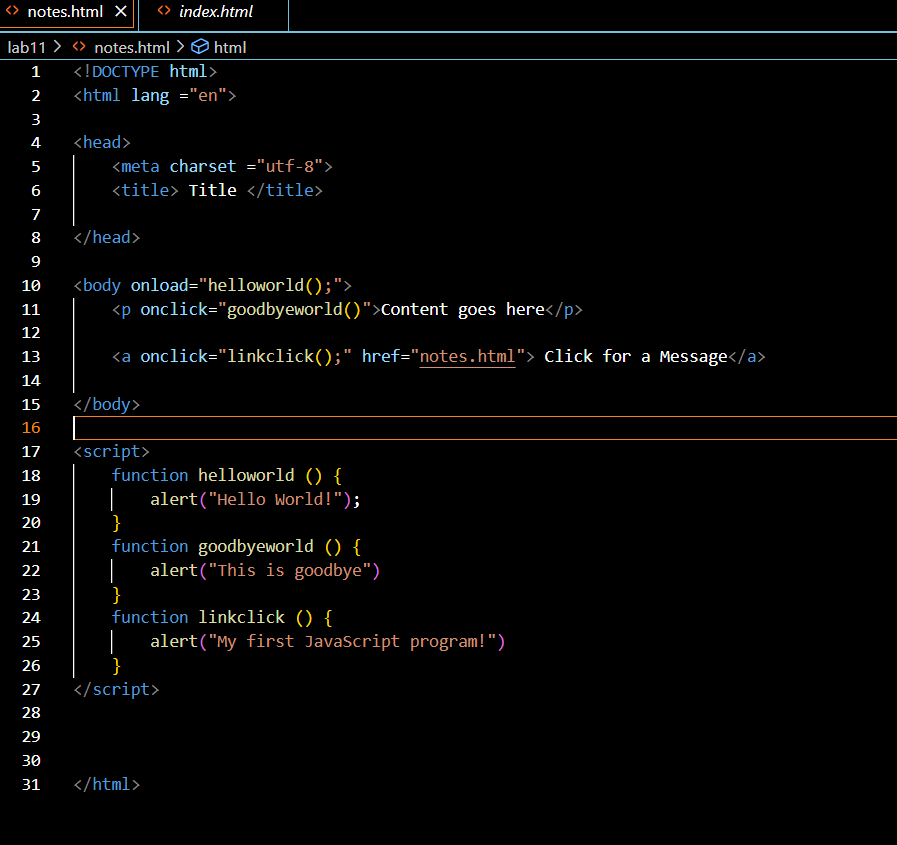 notes.html index.html
lab11 notes.html html
1 <!DOCTYPE html>
2 <html lang ="en">
3
4 <head>
5 <meta charset ="utf-8">
6 <title> Title </title>
7
8 </head>
9
10 <body onload="helloworld();">
11 <p onclick="goodbyeworld()">Content goes here</p>
12
13 <a onclick="linkclick();" href="notes.html"> Click for a Message</a>
14
15 </body>
16
17 <script>
18 function helloworld () {
19 alert("Hello World!");
20 }
21 function goodbyeworld () {
22 alert("This is goodbye")
23 }
24 function linkclick () {
25 alert("My first JavaScript program!")
26 }
27 </script>
28
29
30
31 </html>